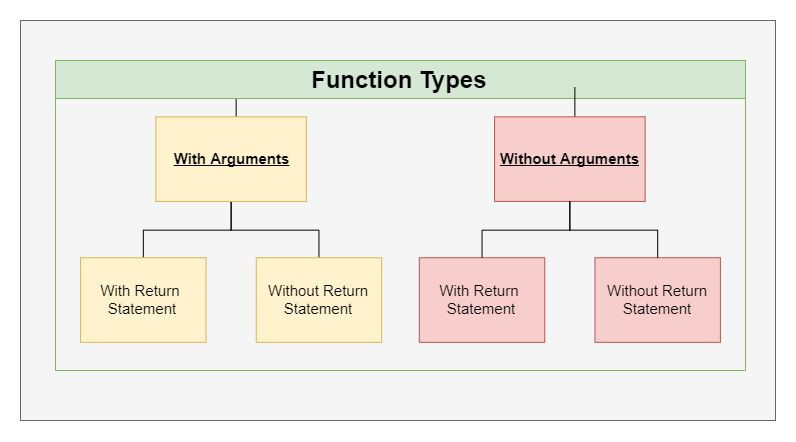 Function Types
With Arguments
Without Arguments
With Return
Statement
Without Return
Statement
With Return
Statement
Without Return
Statement